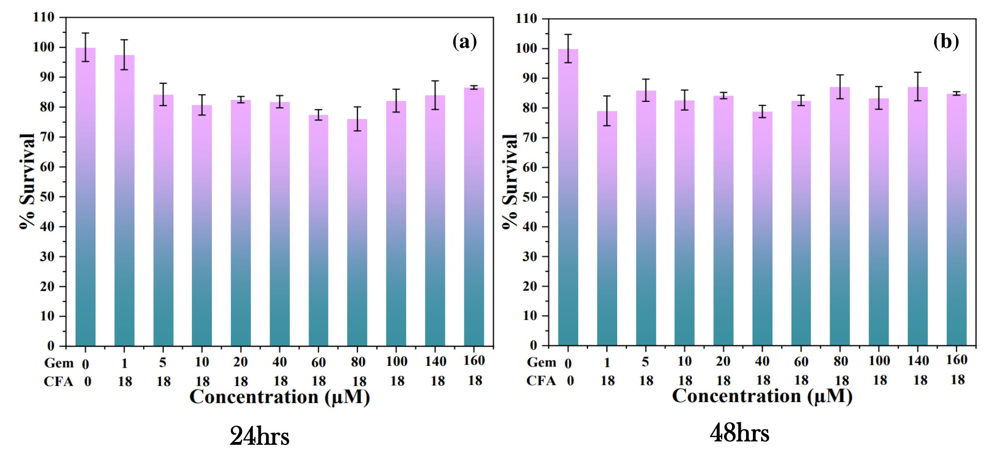 (a)
% Survival
110
100
90
80
70
60
50
40
30
20
10
0
Gem 0 1 5 10 20 40 60 80 100 140 160
CFA 0 18 18 18 18 18 18 18 18 18 18
Concentration (μM)
24hrs
(b)
% Survival
110
100
90
80
70
60
50
40
30
20
10
0
Gem 0 1 5 10 20 40 60 80 100 140 160
CFA 0 18 18 18 18 18 18 18 18 18 18
Concentration (μM)
48hrs